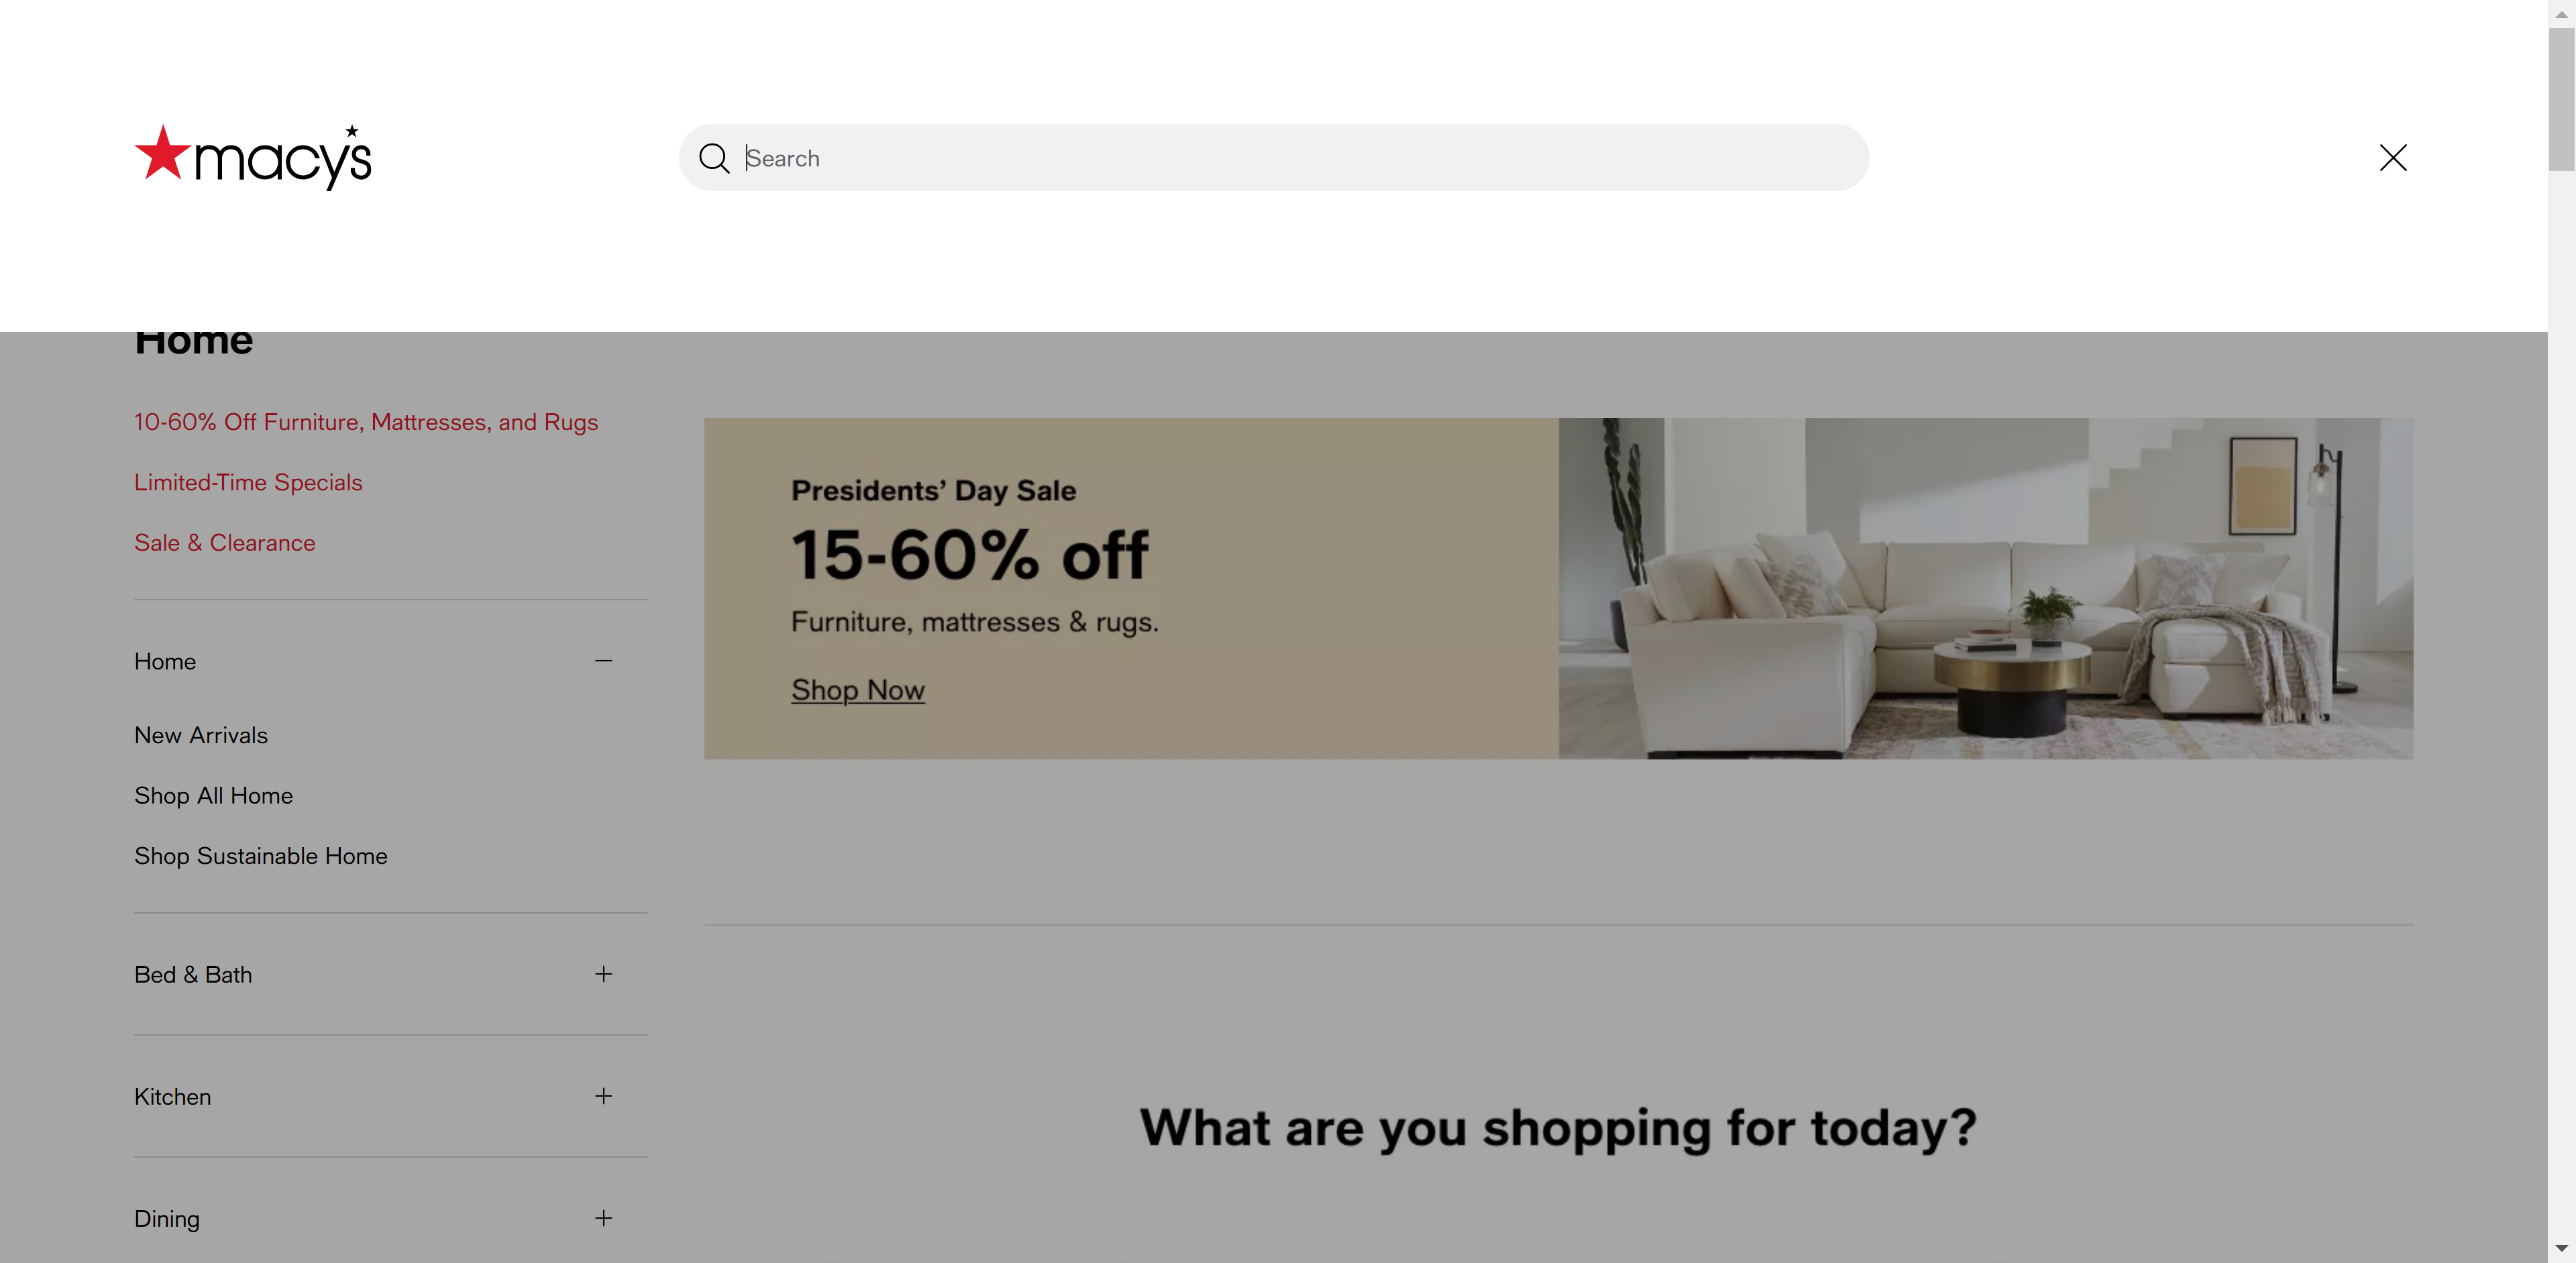 macy's
Search
Home
10-60% Off Furniture, Mattresses, and Rugs
Limited-Time Specials
Sale & Clearance
Home
New Arrivals
Shop All Home
Shop Sustainable Home
Bed & Bath
Kitchen
Dining
Presidents' Day Sale
15-60% off
Furniture, mattresses & rugs.
Shop Now
What are you shopping for today?